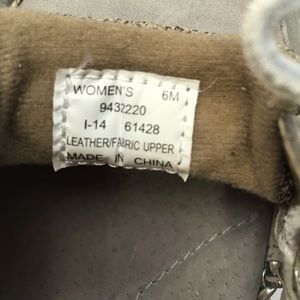 WOMEN'S 6M
9432220
I-14 61428
LEATHER/FABRIC UPPER
MADE IN CHINA